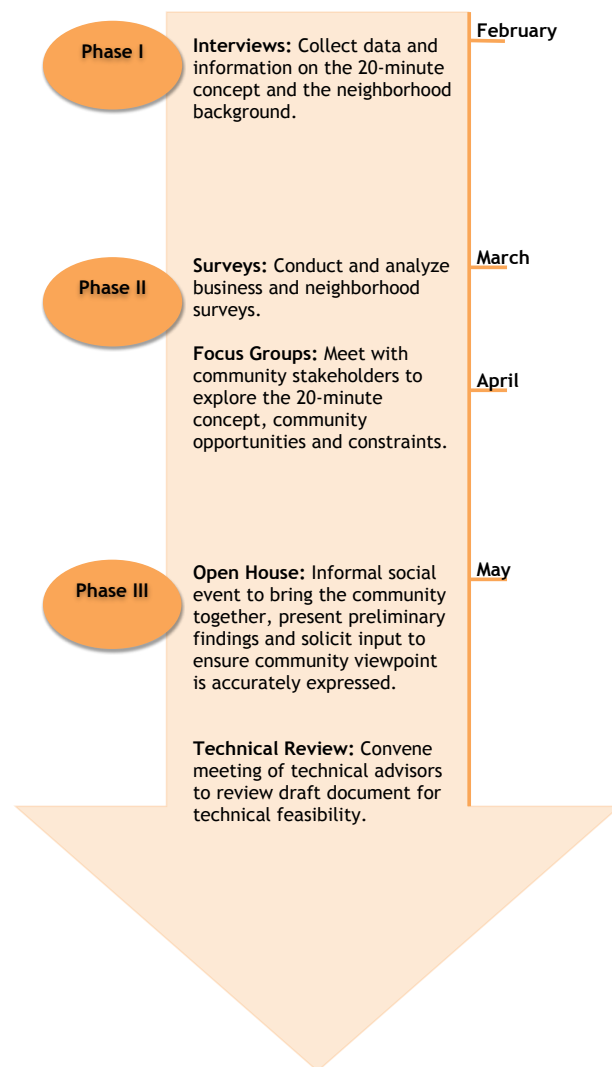 February
Phase I
Interviews: Collect data and
information on the 20-minute
concept and the neighborhood
background.
March
Phase II
Surveys: Conduct and analyze
business and neighborhood
surveys.
Focus Groups: Meet with
community stakeholders to
explore the 20-minute
concept, community
opportunities and constraints.
April
May
Phase III
Open House: Informal social
event to bring the community
together, present preliminary
findings and solicit input to
ensure community viewpoint
is accurately expressed.
Technical Review: Convene
meeting of technical advisors
to review draft document for
technical feasibility.